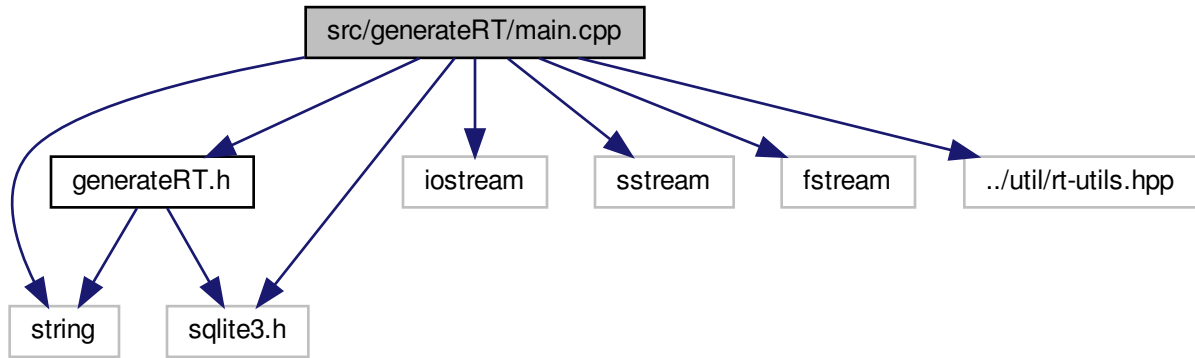 src/generateRT/main.cpp
generateRT.h
iostream
sstream
fstream
../util/rt-utils.hpp
string
sqlite3.h